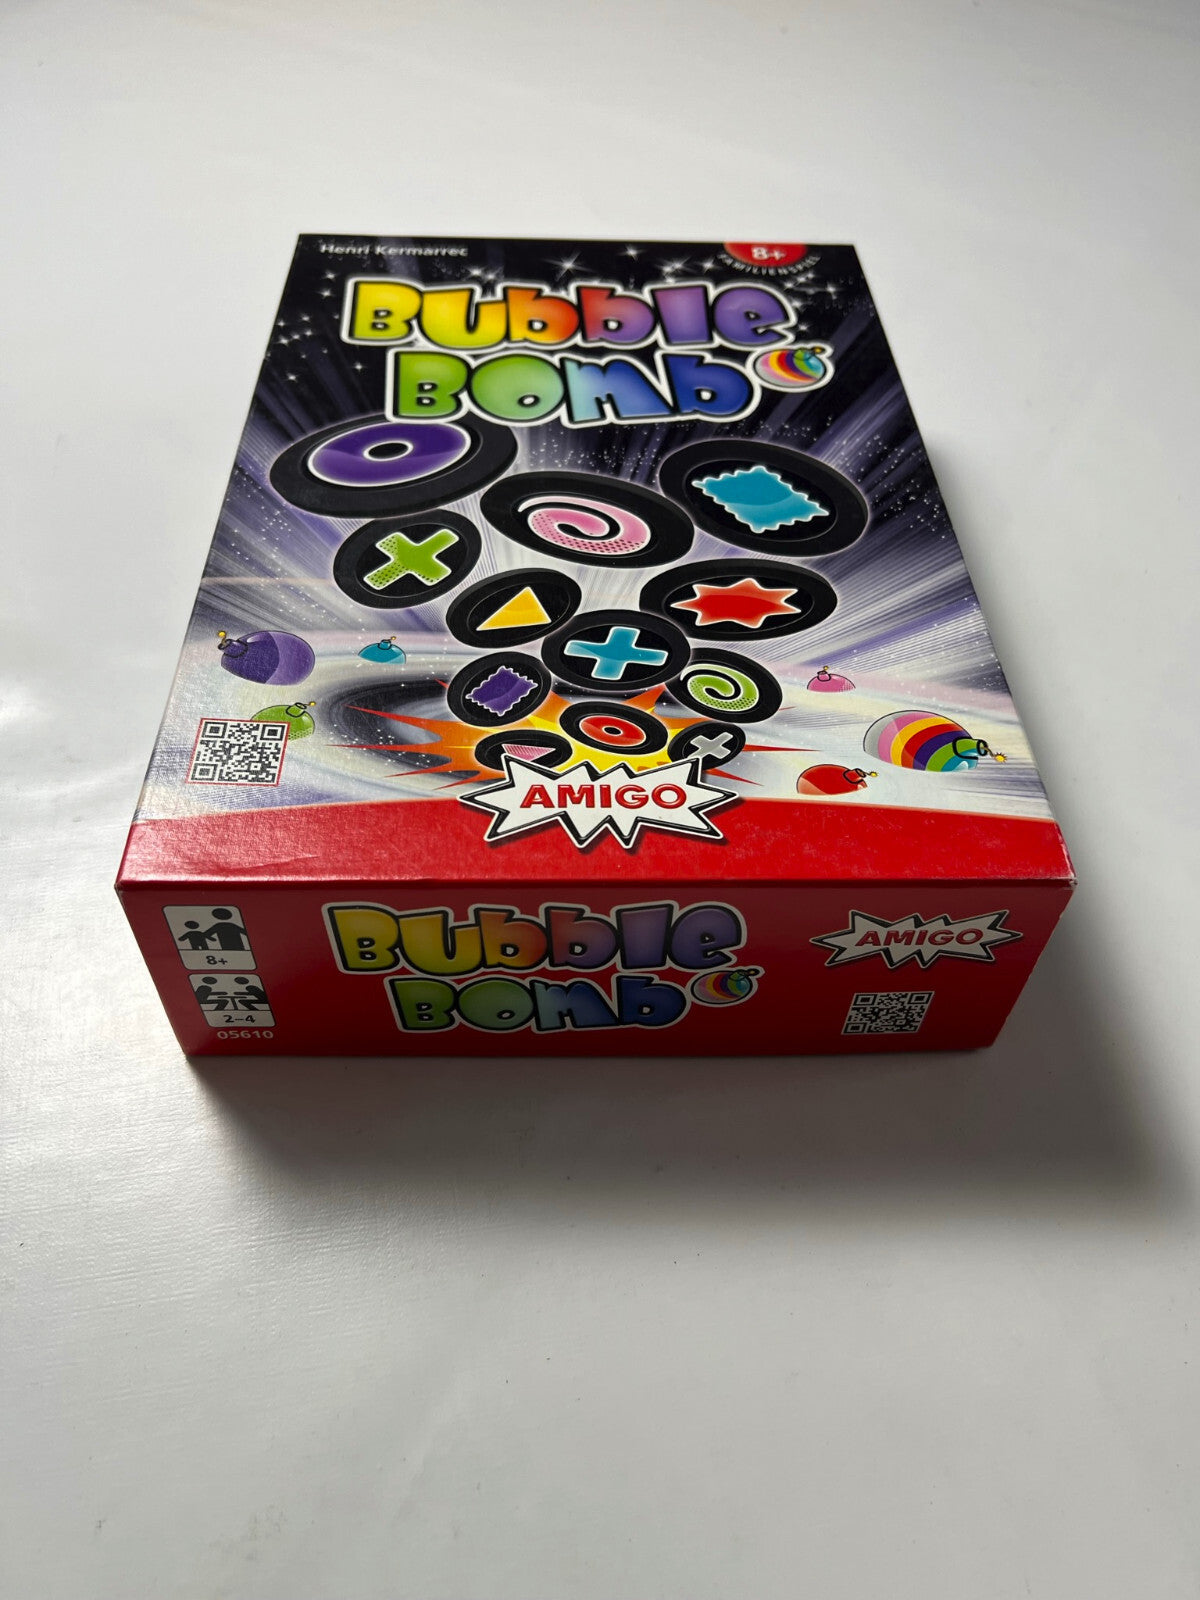 Henri Kermarrec
8+
FAMILIENSPIEL
Bubble
Bomb
AMIGO
8+
2–4
05610
Bubble
Bomb
AMIGO